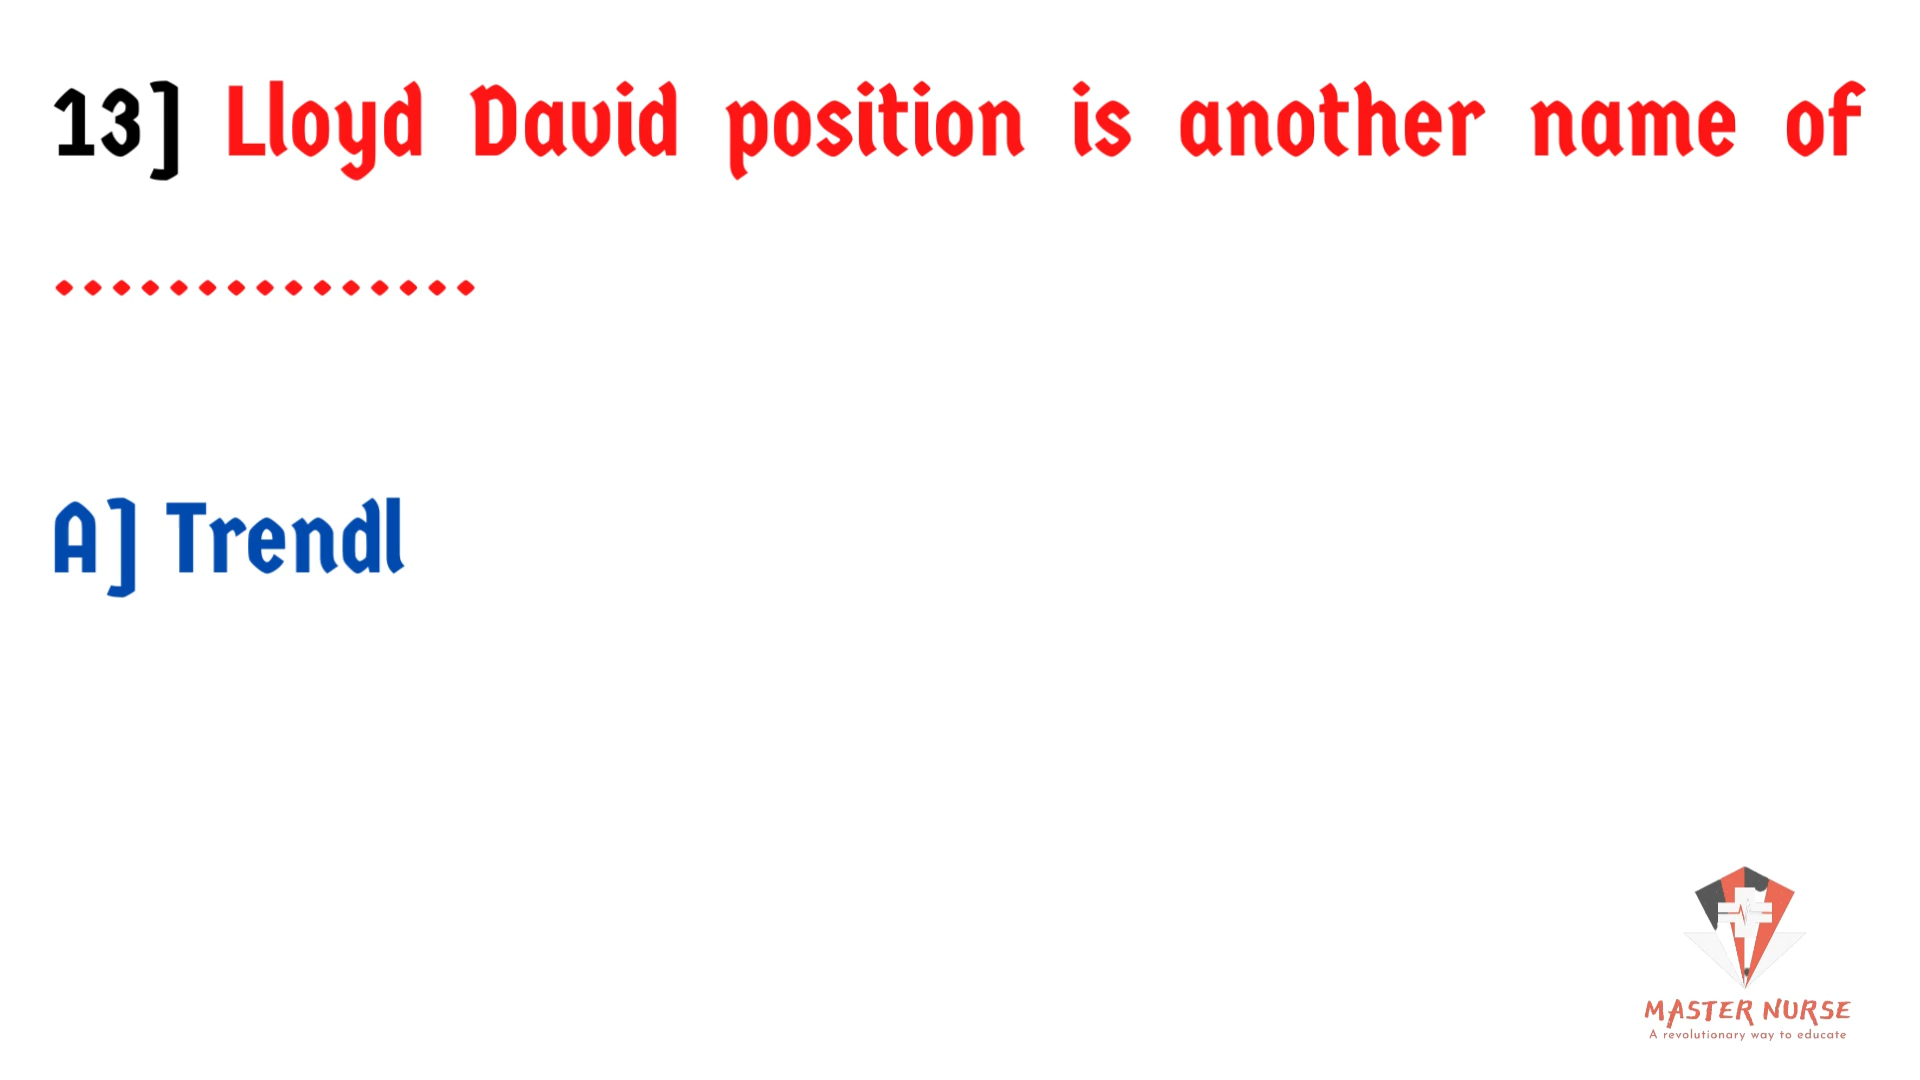 13] Lloyd David position is another name of
...............
A] Trendl
MASTER NURSE
A revolutionary way to educate